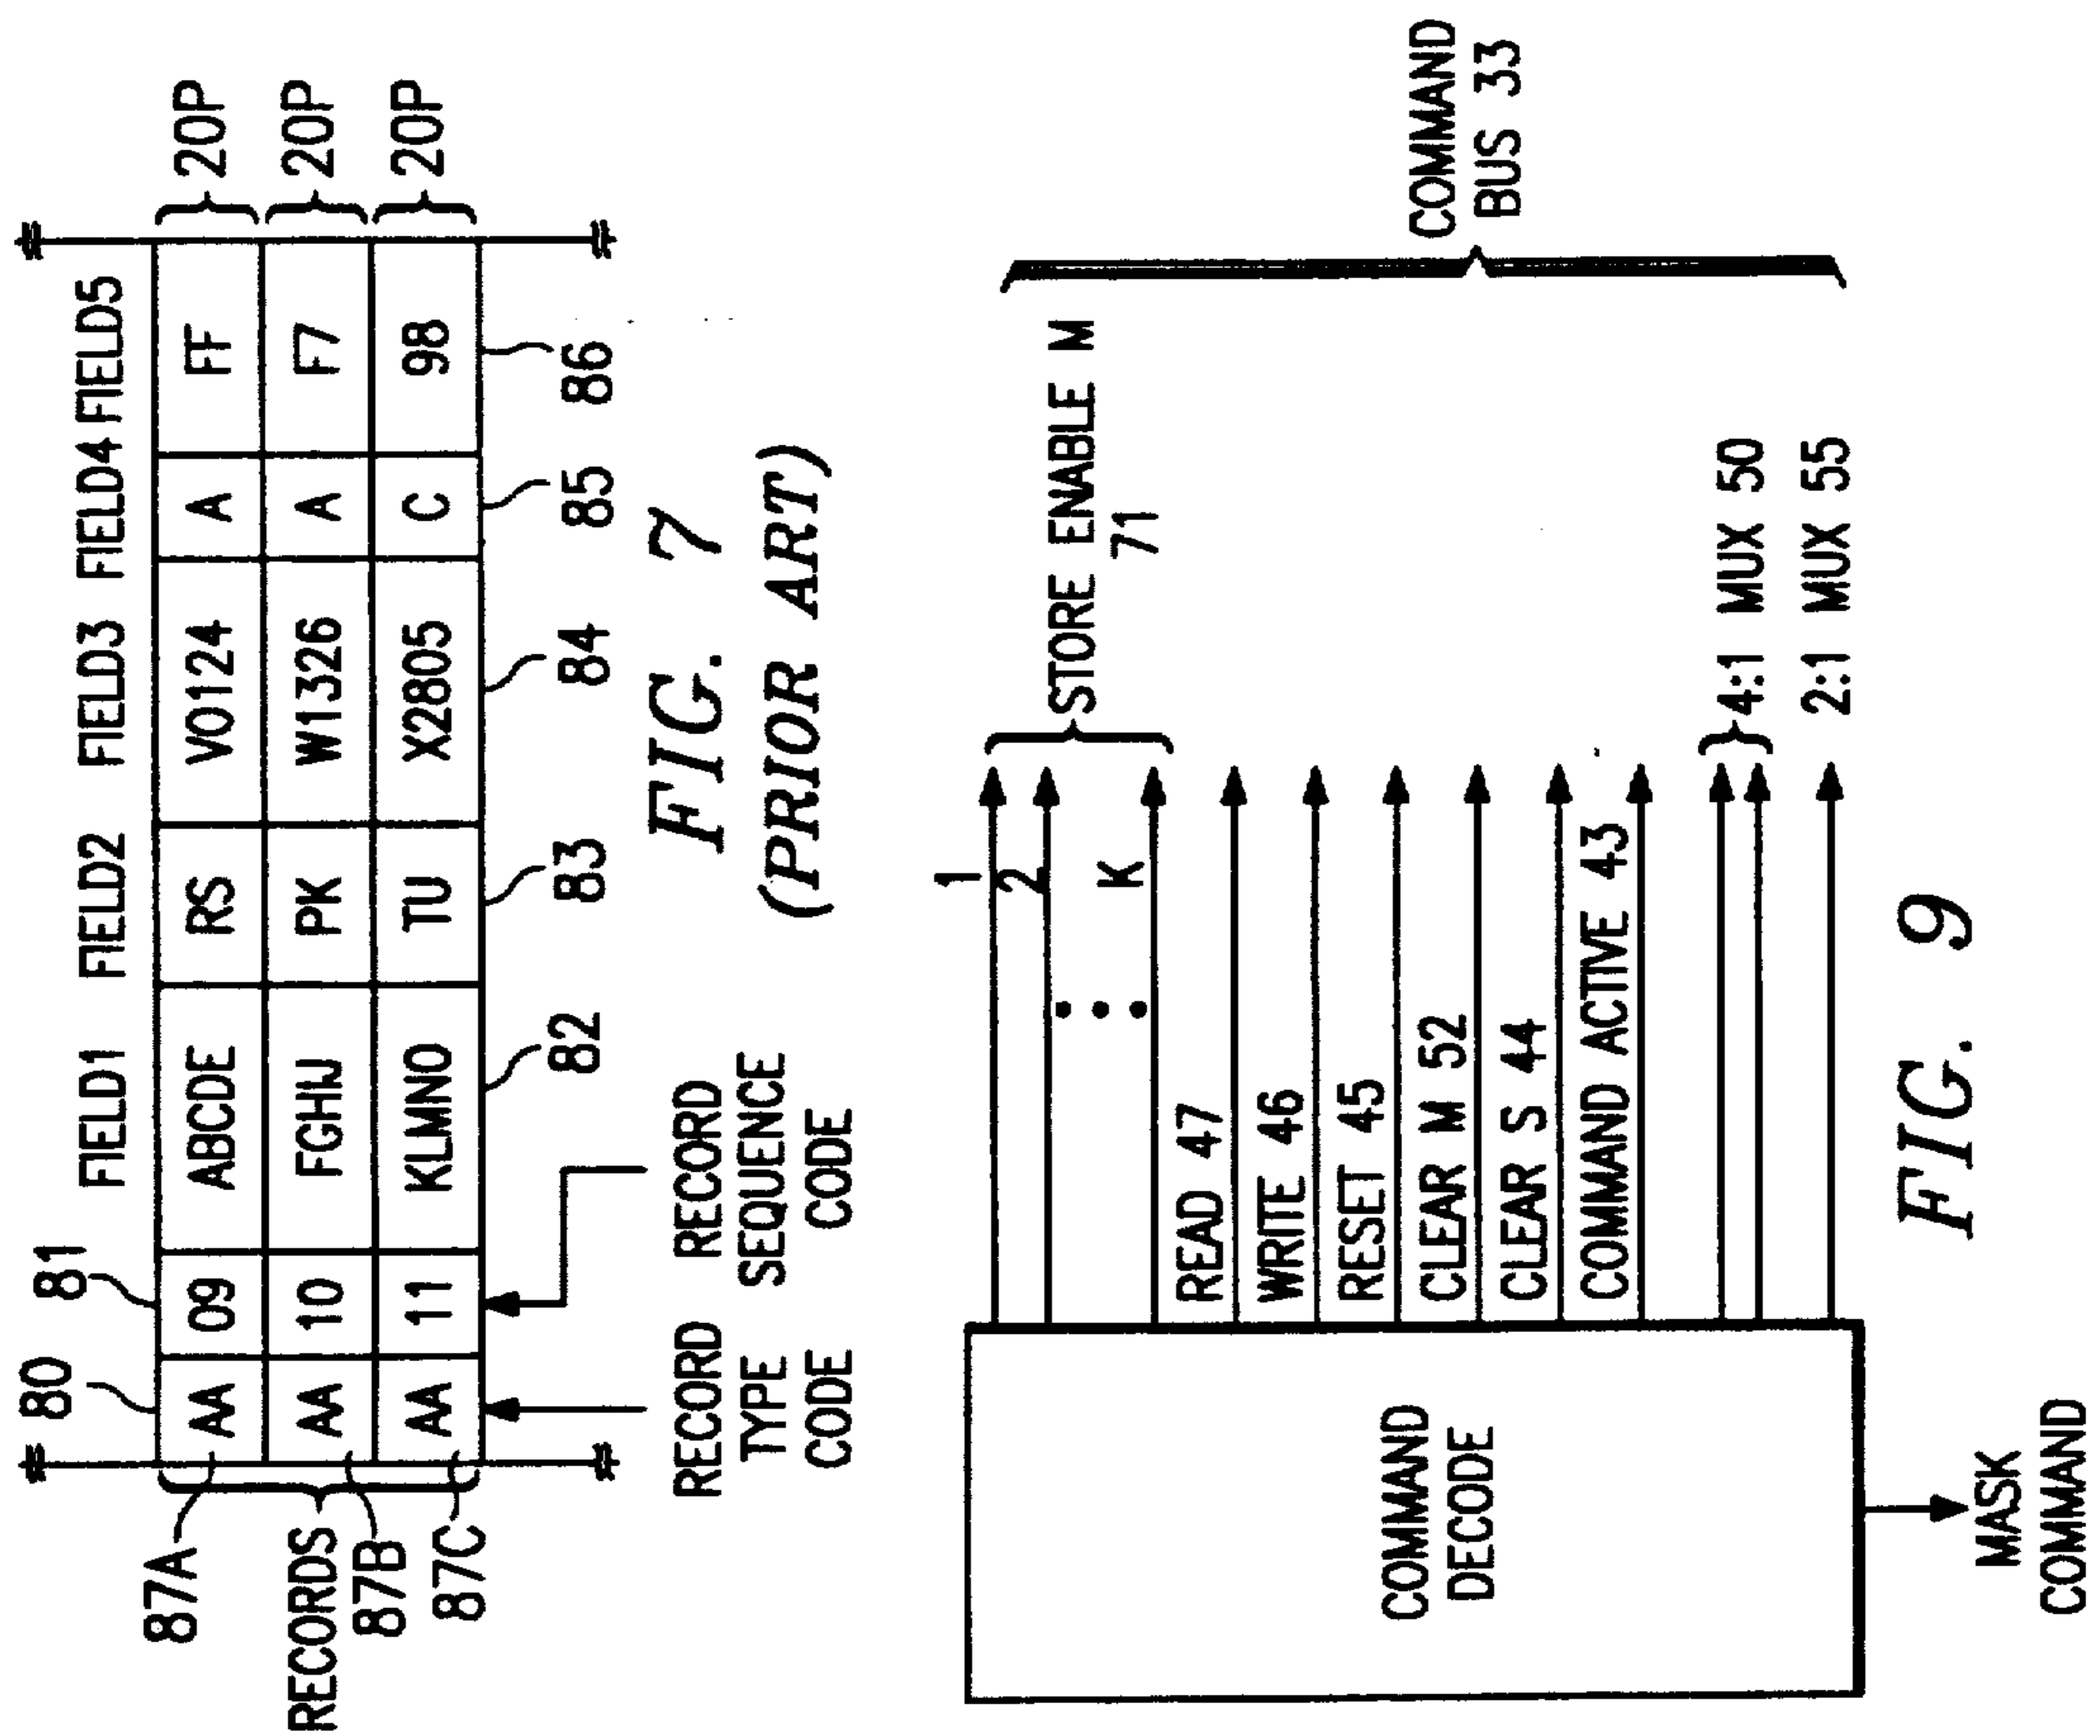 80
81
FIELD1 FIELD2 FIELD3 FIELD4 FIELD5
87A
AA 09 ABCDE RS V0124 A FF
20P
RECORDS
AA 10 FGHIJ PK W1326 A F7
20P
87B
AA 11 KLMNO TU X2805 C 98
20P
87C
82 83 84 85 86
RECORD
TYPE
CODE
RECORD
SEQUENCE
CODE
FIG. 7
(PRIOR ART)
COMMAND
DECODE
1
2
K
STORE ENABLE M
71
READ 47
WRITE 46
RESET 45
CLEAR M 52
CLEAR S 44
COMMAND ACTIVE 43
4:1 MUX 50
2:1 MUX 55
COMMAND
BUS 33
MASK
COMMAND
FIG. 9